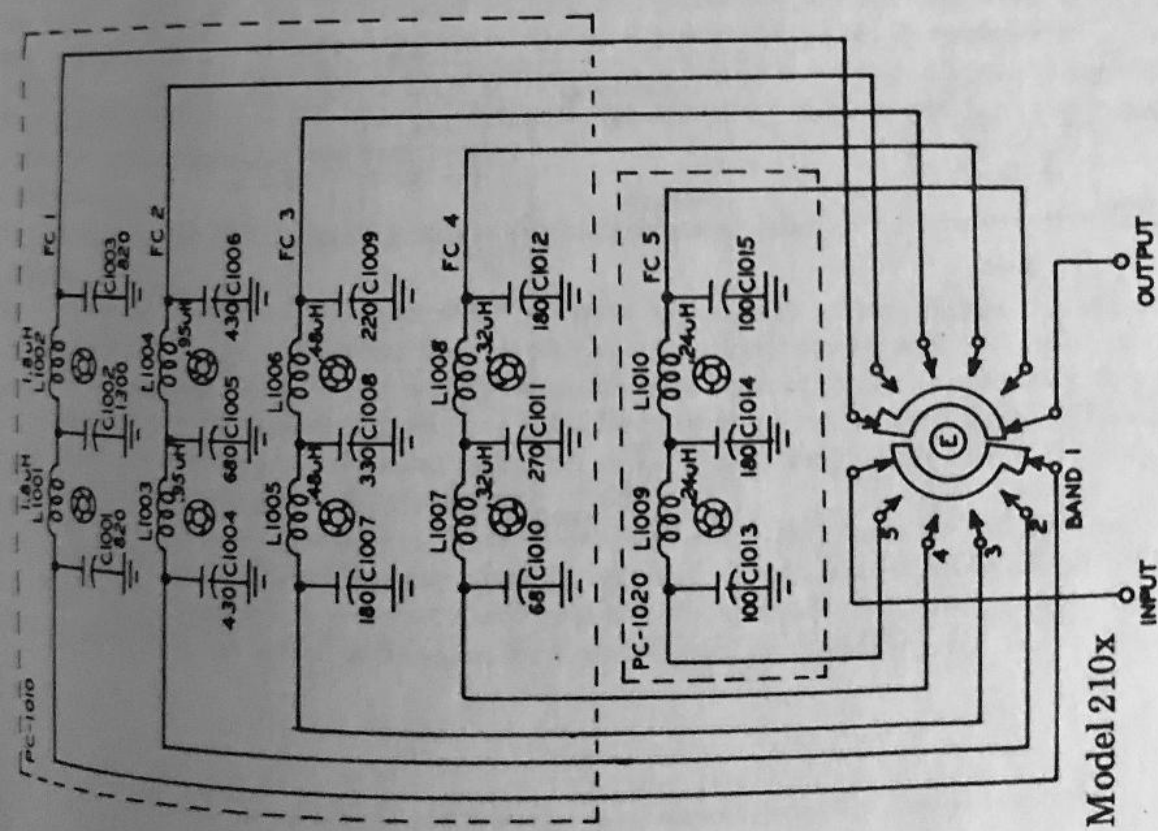 PC-1010
1.8uH
L1001
1.8uH
L1002
FC 1
C1001
820
C1002
1300
C1003
820
L1003
.95uH
L1004
.95uH
FC 2
430
C1004
680
C1005
430
C1006
L1005
.48uH
L1006
.48uH
FC 3
180
C1007
330
C1008
220
C1009
L1007
.32uH
L1008
.32uH
FC 4
68
C1010
270
C1011
180
C1012
PC-1020
L1009
.24uH
L1010
.24uH
FC 5
100
C1013
180
C1014
100
C1015
5
4
3
2
BAND 1
E
INPUT
OUTPUT
Model 210x